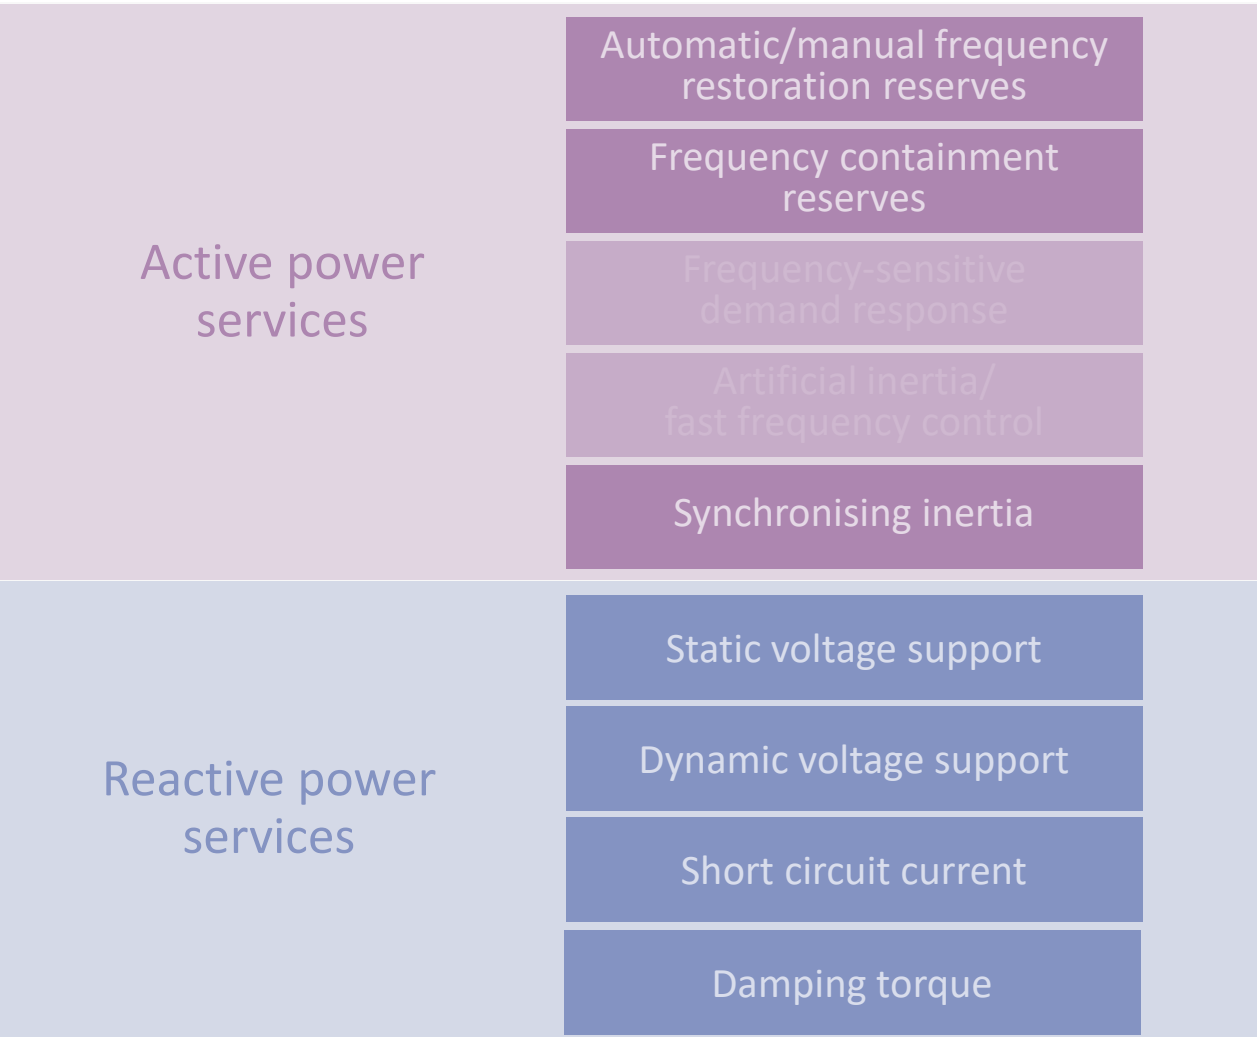 Active power
services
Automatic/manual frequency
restoration reserves
Frequency containment
reserves
Frequency-sensitive
demand response
Artificial inertia/
fast frequency control
Synchronising inertia
Reactive power
services
Static voltage support
Dynamic voltage support
Short circuit current
Damping torque